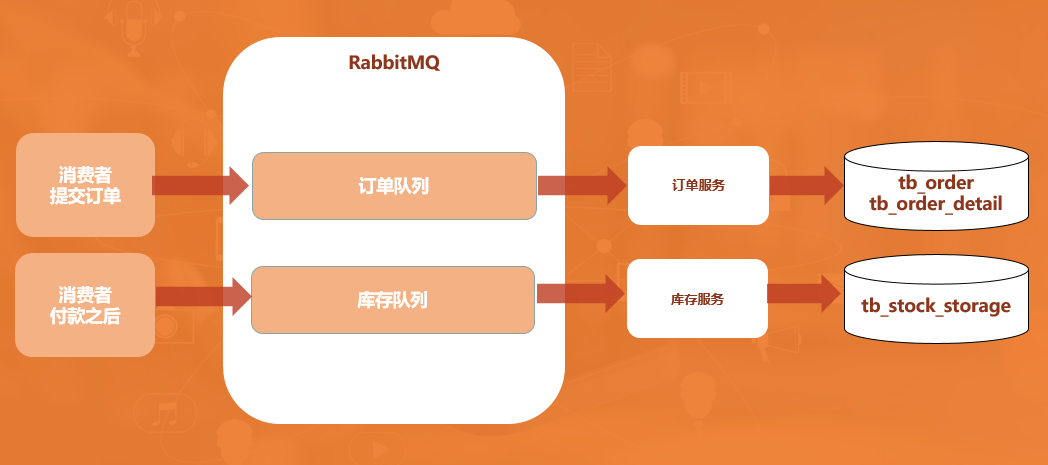 RabbitMQ
消费者
提交订单
订单队列
订单服务
tb_order
tb_order_detail
消费者
付款之后
库存队列
库存服务
tb_stock_storage